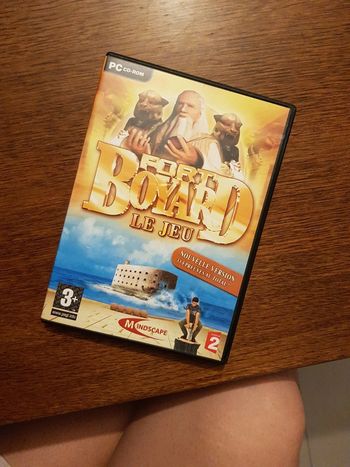 PC CD-ROM
FORT
BOYARD
LE JEU
NOUVELLE VERSION
3+
www.pegi.info
MINDSCAPE
2